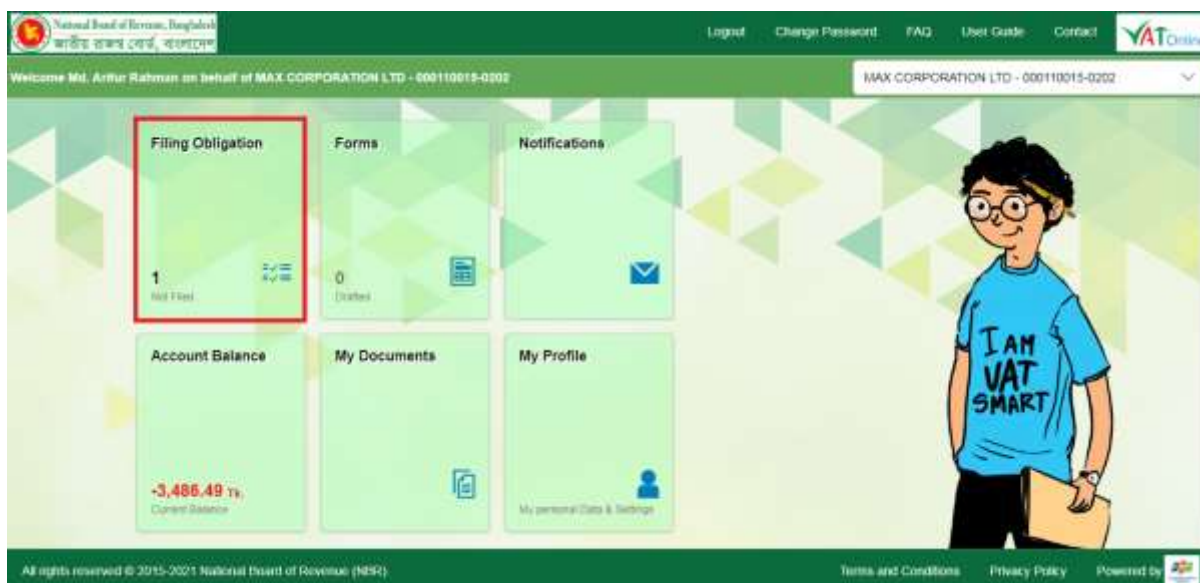 National Board of Revenue, Bangladesh
জাতীয় রাজস্ব বোর্ড, বাংলাদেশ
Logout Change Password FAQ User Guide Contact VAT Online
Welcome Md. Arifur Rahman on behalf of MAX CORPORATION LTD - 000110015-0202
MAX CORPORATION LTD - 000110015-0202
Filing Obligation
1
Not Filed
Forms
0
Drafted
Notifications
Account Balance
-3,486.49 Tk.
Current Balance
My Documents
My Profile
My personal Data & Settings
I AM
VAT
SMART
All rights reserved © 2015-2021 National Board of Revenue (NBR)
Terms and Conditions Privacy Policy Powered by